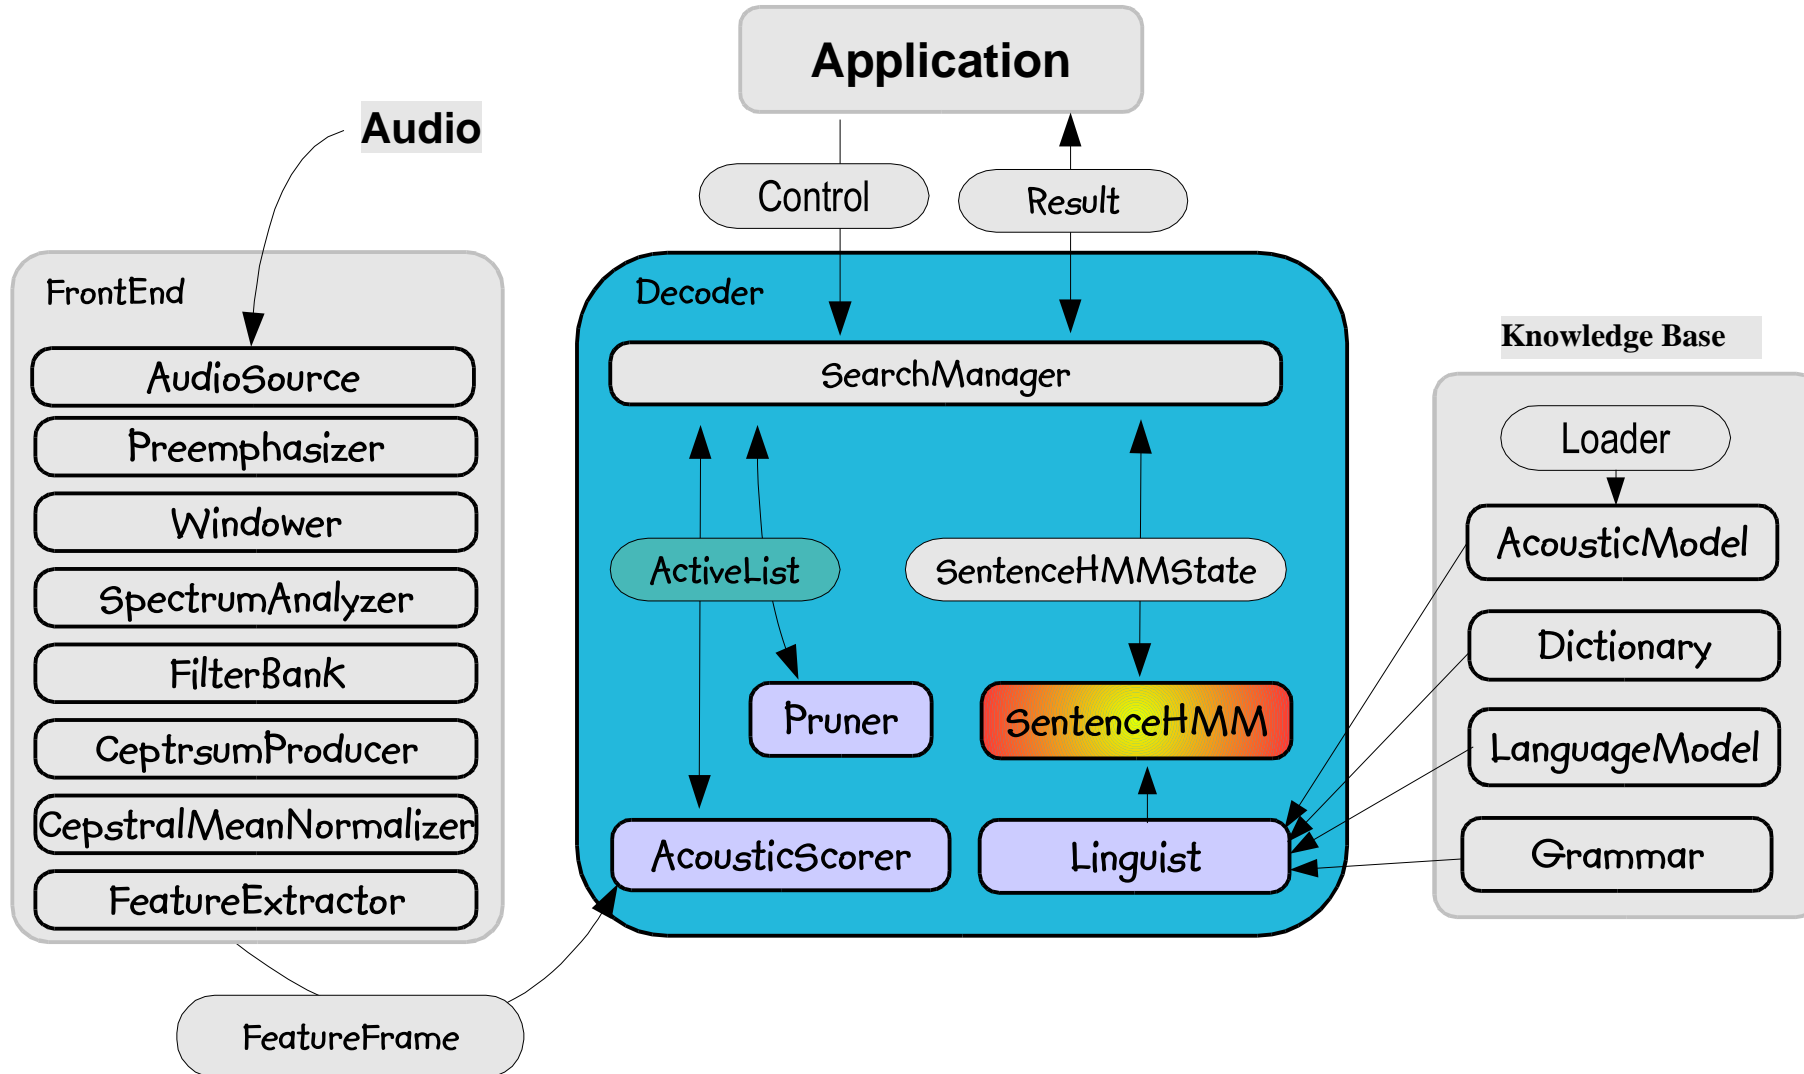 Application
Audio
Control
Result
FrontEnd
AudioSource
Preemphasizer
Windower
SpectrumAnalyzer
FilterBank
CeptrsumProducer
CepstralMeanNormalizer
FeatureExtractor
FeatureFrame
Decoder
SearchManager
ActiveList
SentenceHMMState
Pruner
SentenceHMM
AcousticScorer
Linguist
Knowledge Base
Loader
AcousticModel
Dictionary
LanguageModel
Grammar